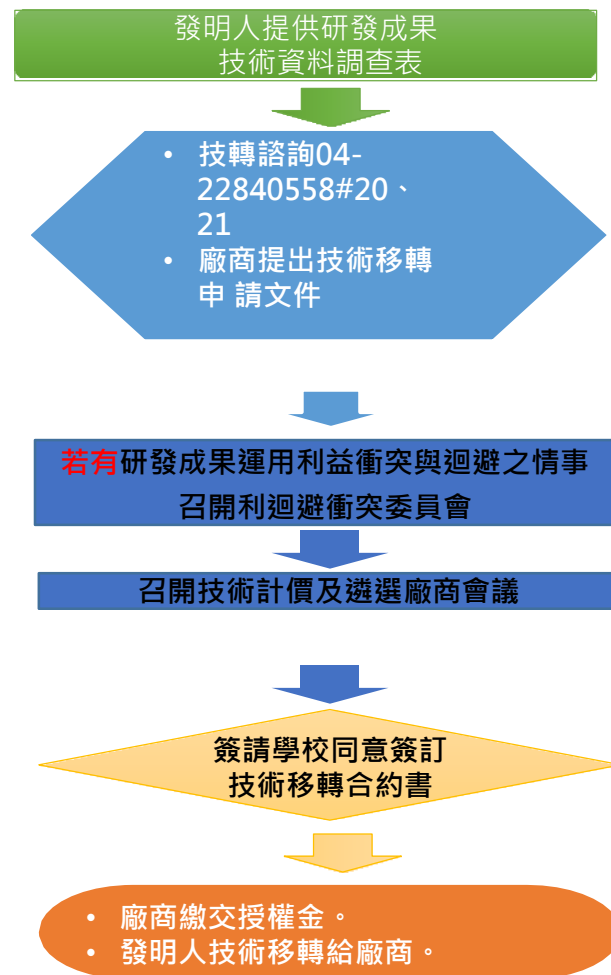 發明人提供研發成果
技術資料調查表
• 技轉諮詢04-
22840558#20、
21
• 廠商提出技術移轉
申 請文件
若有研發成果運用利益衝突與迴避之情事
召開利迴避衝突委員會
召開技術計價及遴選廠商會議
簽請學校同意簽訂
技術移轉合約書
• 廠商繳交授權金。
• 發明人技術移轉給廠商。